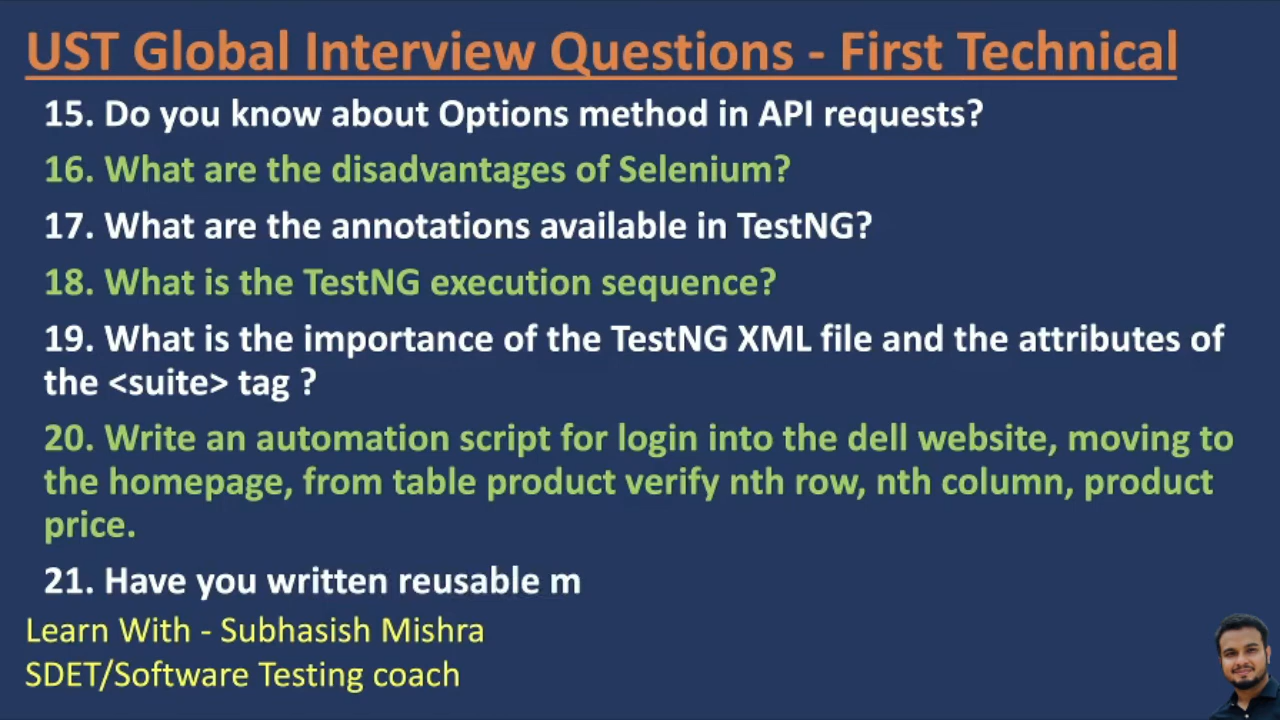 UST Global Interview Questions - First Technical
15. Do you know about Options method in API requests?
16. What are the disadvantages of Selenium?
17. What are the annotations available in TestNG?
18. What is the TestNG execution sequence?
19. What is the importance of the TestNG XML file and the attributes of
the <suite> tag ?
20. Write an automation script for login into the dell website, moving to
the homepage, from table product verify nth row, nth column, product
price.
21. Have you written reusable m
Learn With - Subhasish Mishra
SDET/Software Testing coach